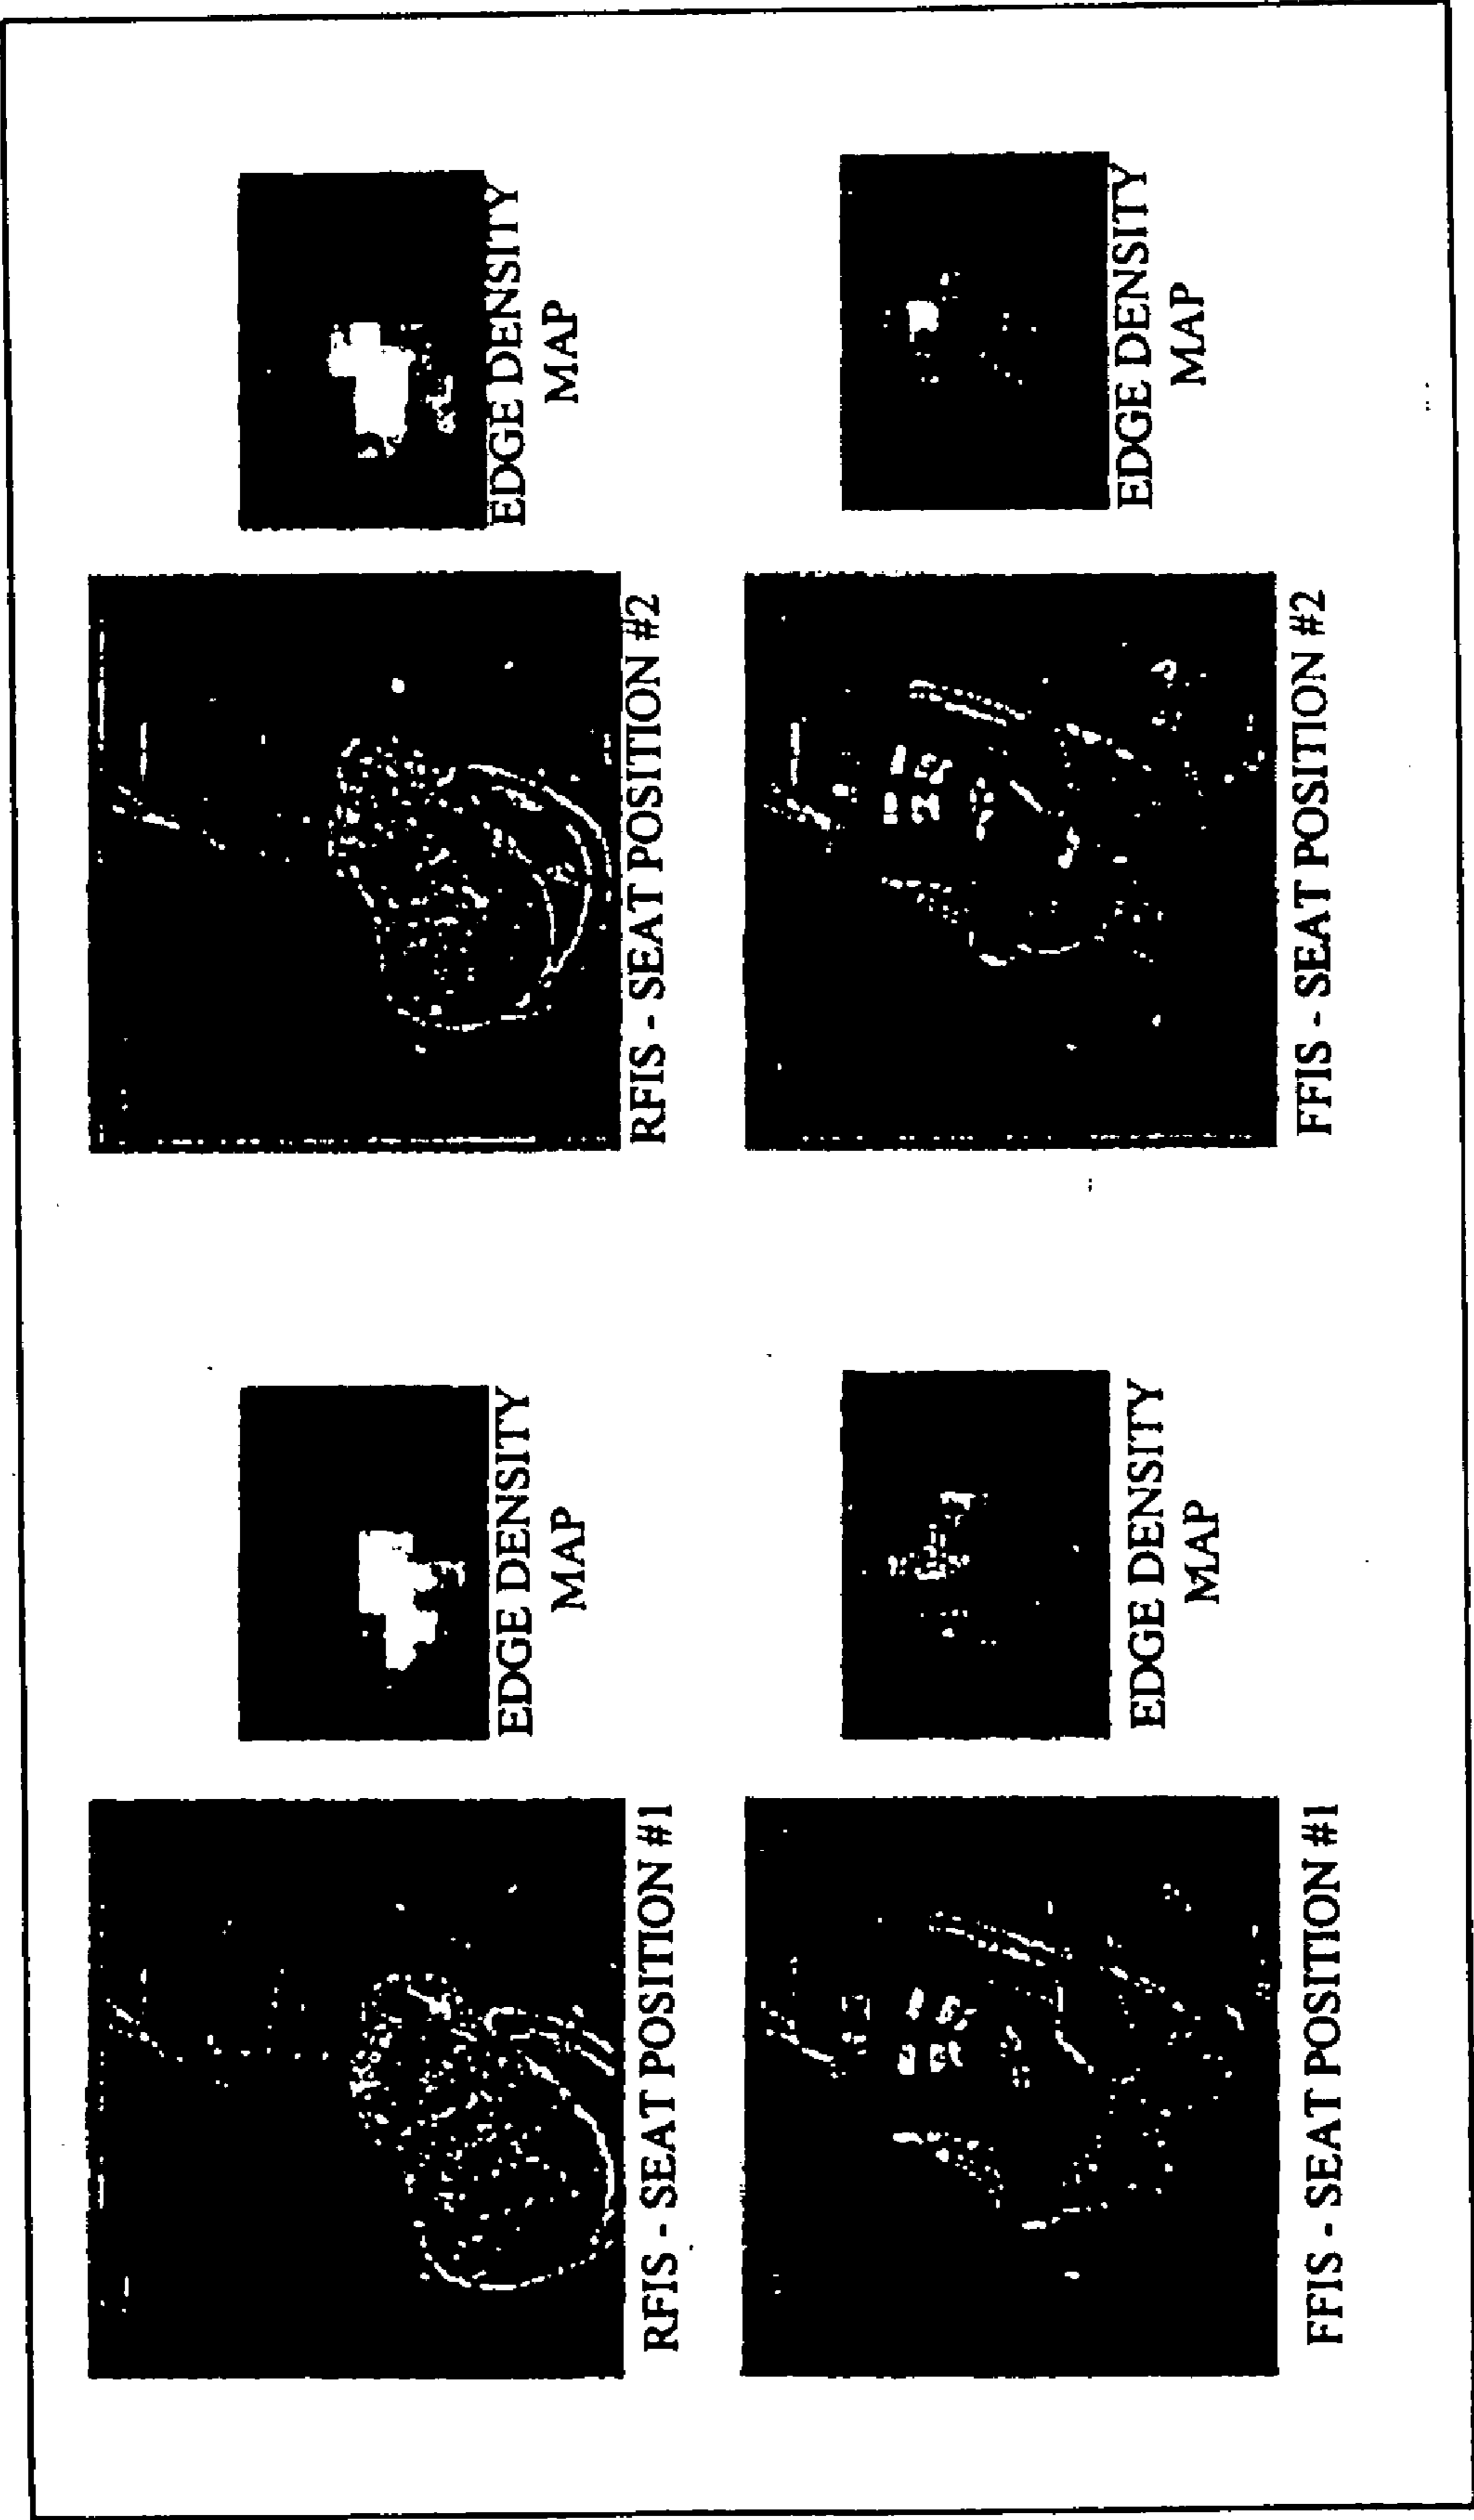 EDGE DENSITY
MAP
RFIS - SEAT POSITION #1
EDGE DENSITY
MAP
RFIS - SEAT POSITION #2
EDGE DENSITY
MAP
FFIS - SEAT POSITION #1
EDGE DENSITY
MAP
FFIS - SEAT POSITION #2